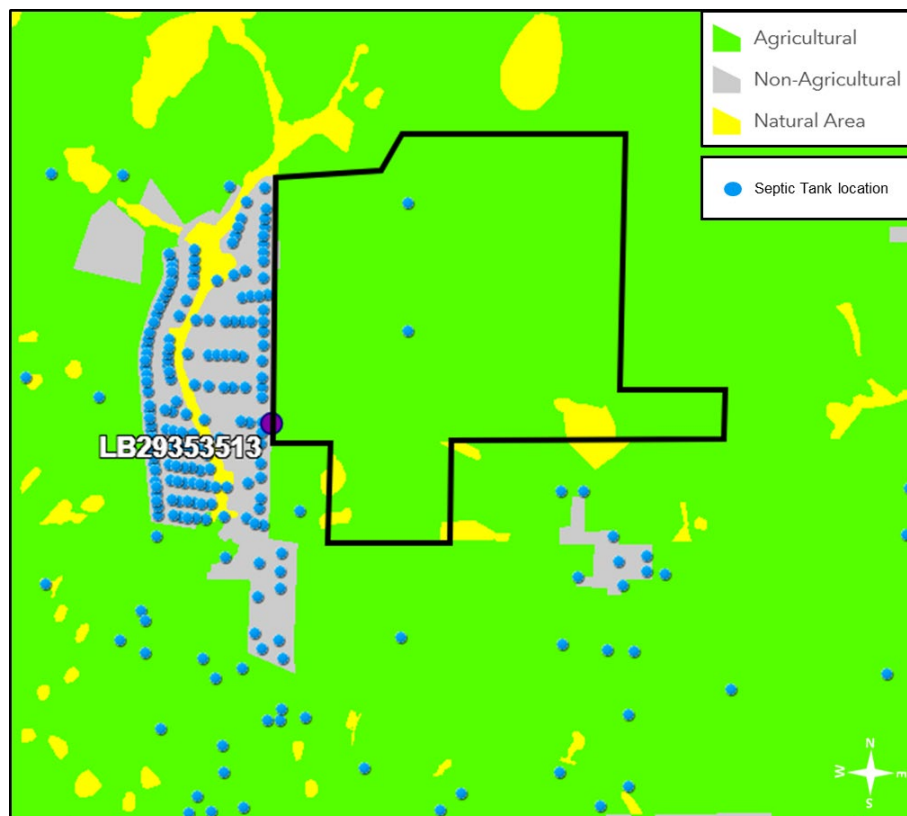 Agricultural
Non-Agricultural
Natural Area
Septic Tank location
LB29353513
N
W
S